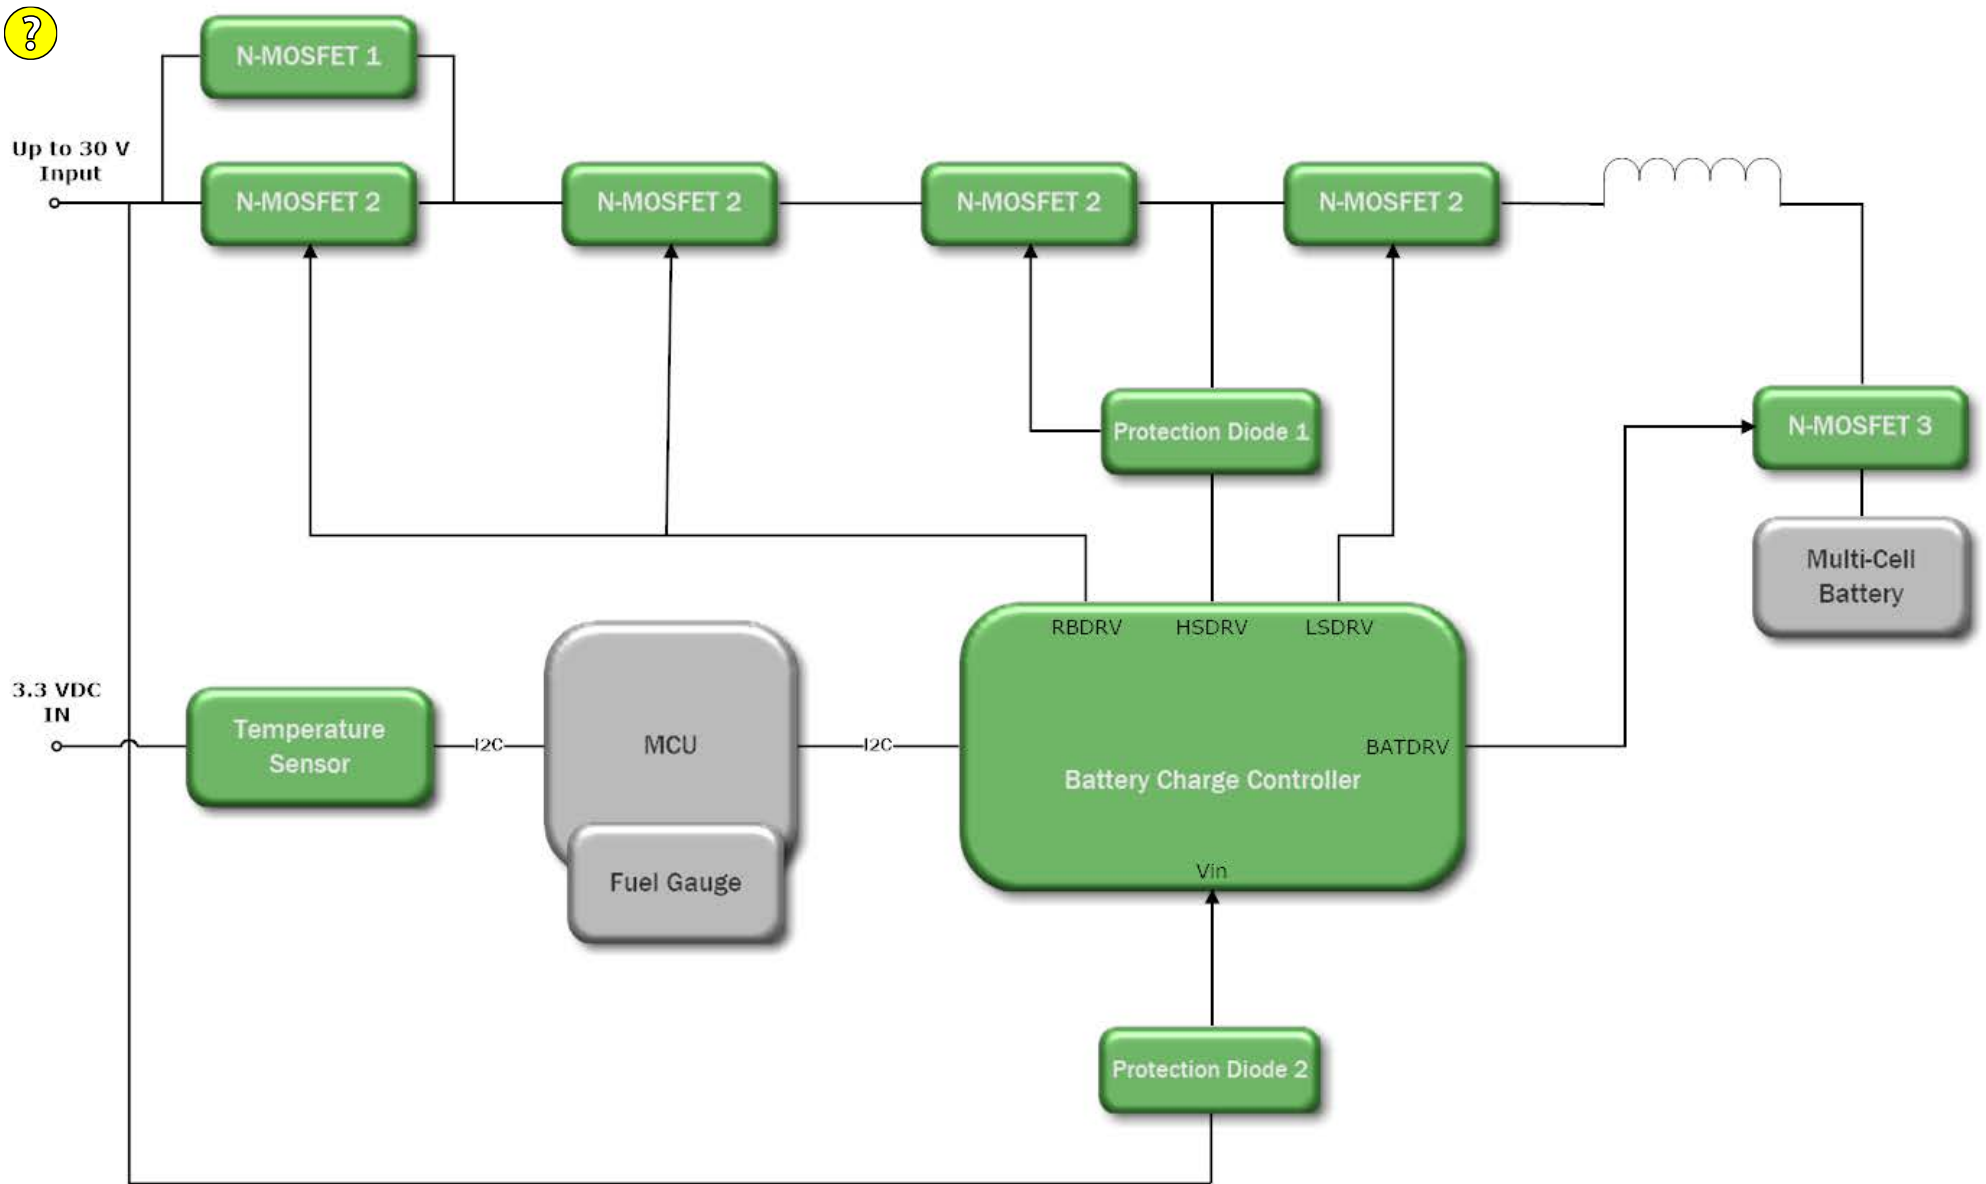 ?
N-MOSFET 1
Up to 30 V
Input
N-MOSFET 2
N-MOSFET 2
N-MOSFET 2
N-MOSFET 2
Protection Diode 1
N-MOSFET 3
Multi-Cell
Battery
RBDRV
HSDRV
LSDRV
3.3 VDC
IN
Temperature
Sensor
I2C
MCU
I2C
BATDRV
Battery Charge Controller
Fuel Gauge
Vin
Protection Diode 2